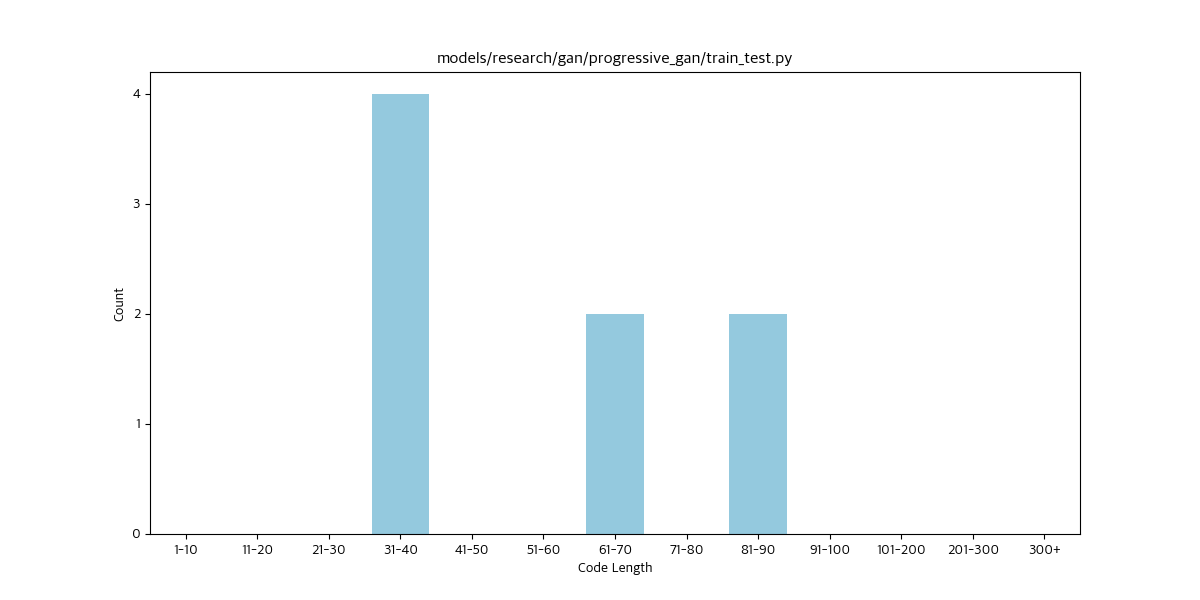 models/research/gan/progressive_gan/train_test.py
4
3
2
1
0
Count
1-10 11-20 21-30 31-40 41-50 51-60 61-70 71-80 81-90 91-100 101-200 201-300 300+
Code Length